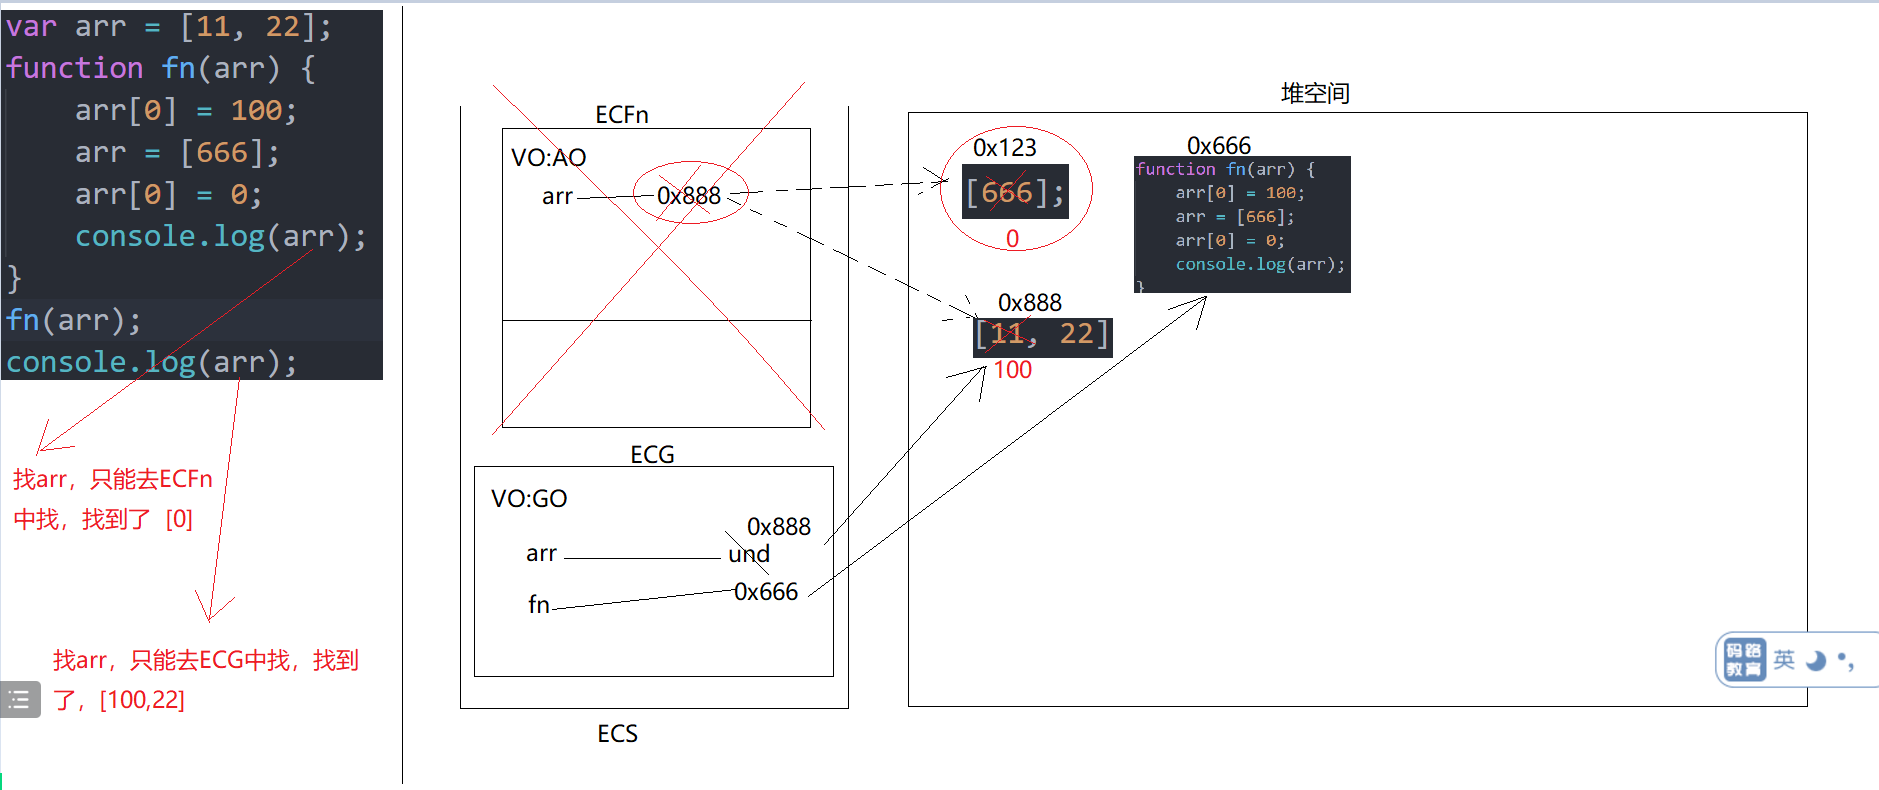 var arr = [11, 22];
function fn(arr) {
    arr[0] = 100;
    arr = [666];
    arr[0] = 0;
    console.log(arr);
}
fn(arr);
console.log(arr);
找arr，只能去ECFn
中找，找到了 [0]
找arr，只能去ECG中找，找到
了，[100,22]
ECFn
VO:AO
arr
0x888
ECG
VO:GO
0x888
arr
und
0x666
fn
ECS
堆空间
0x123
[666];
0
0x888
[11, 22]
100
0x666
function fn(arr) {
    arr[0] = 100;
    arr = [666];
    arr[0] = 0;
    console.log(arr);
}
码路
教育
英